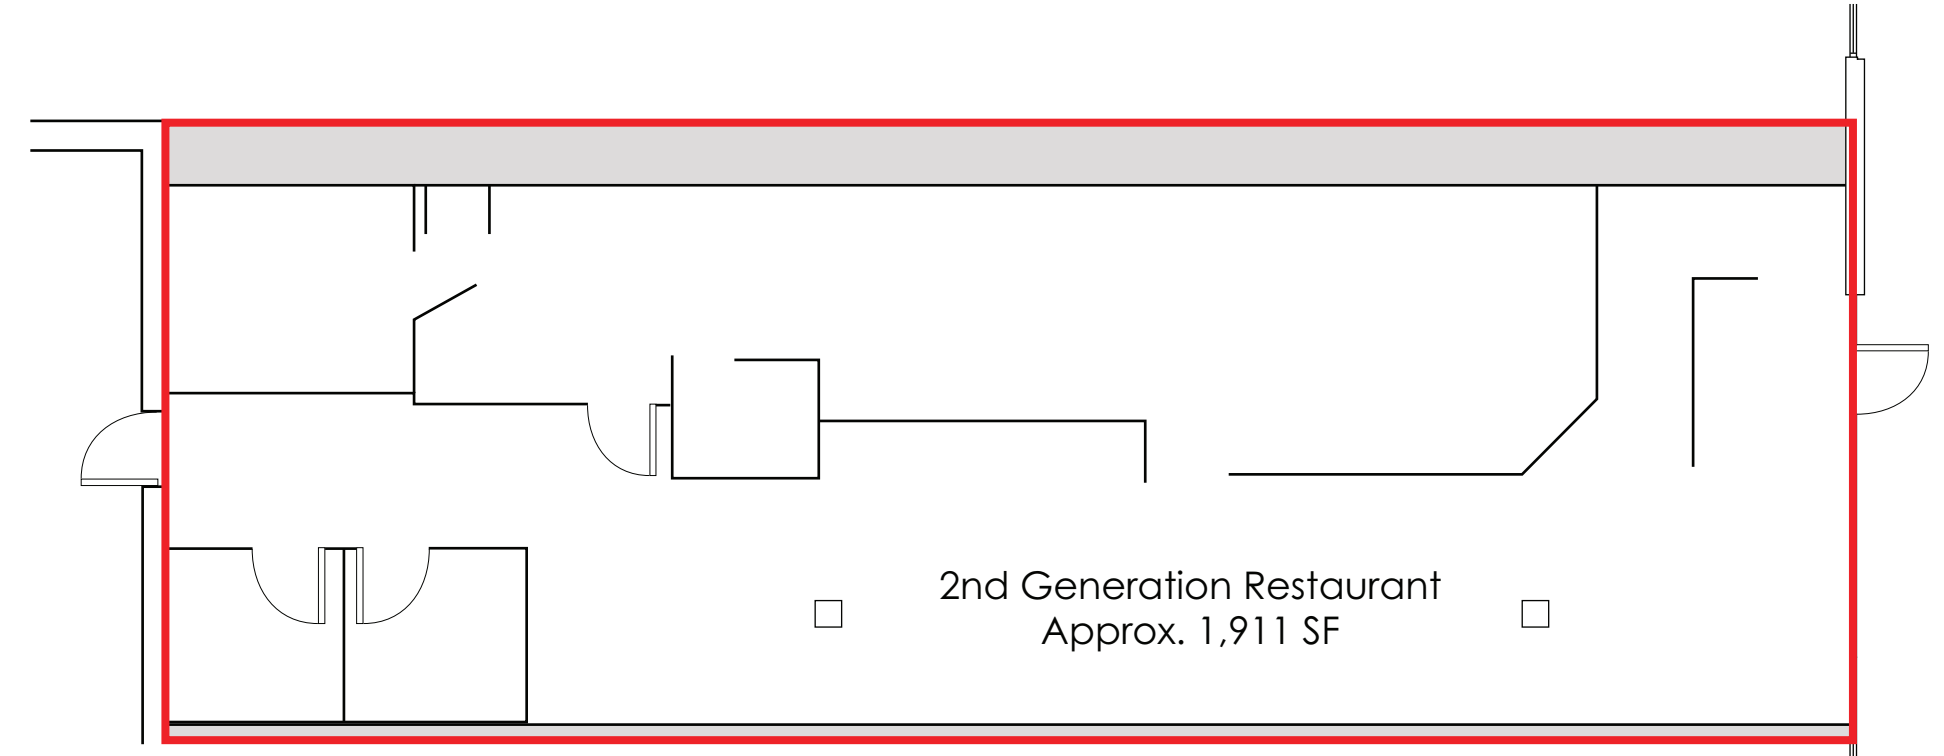 2nd Generation Restaurant
Approx. 1,911 SF